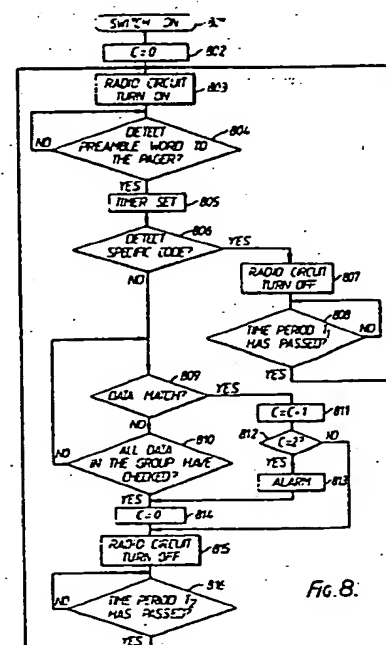 SWITCH ON
C=0 802
RADIO CIRCUIT
TURN ON
803
DETECT
PREAMBLE WORD TO
THE PAGER?
804
NO
YES
TIMER SET 805
DETECT
SPECIFIC CODE?
806
YES
NO
RADIO CIRCUIT
TURN OFF
807
TIME PERIOD
HAS PASSED?
808
NO
YES
DATA MATCH?
809
YES
NO
C=C+1 811
812 C=2? NO
YES
ALARM 813
ALL DATA
IN THE GROUP HAVE
CHECKED?
810
NO
YES
C=0 814
RADIO CIRCUIT
TURN OFF
815
TIME PERIOD
HAS PASSED?
816
NO
YES
FIG.8.